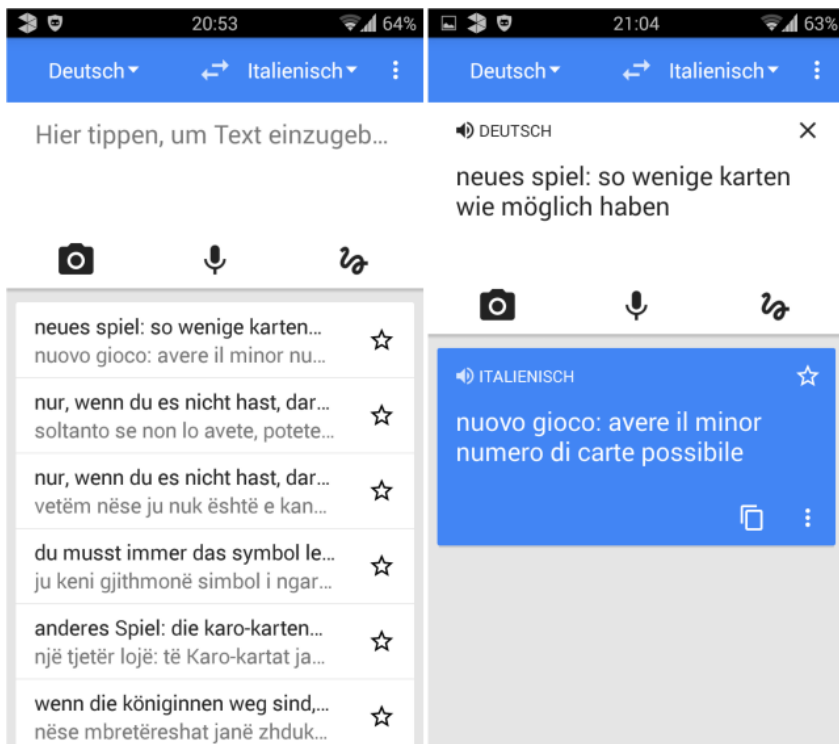 20:53
64%
Deutsch
Italienisch
Hier tippen, um Text einzugeb...
neues spiel: so wenige karten...
nuovo gioco: avere il minor nu...
nur, wenn du es nicht hast, dar...
soltanto se non lo avete, potete...
nur, wenn du es nicht hast, dar...
vetëm nëse ju nuk është e kan...
du musst immer das symbol le...
ju keni gjithmonë simbol i ngar...
anderes Spiel: die karo-karten...
një tjetër lojë: të Karo-kartat ja...
wenn die königinnen weg sind,...
nëse mbretëreshat janë zhduk...
21:04
63%
Deutsch
Italienisch
DEUTSCH
neues spiel: so wenige karten
wie möglich haben
ITALIENISCH
nuovo gioco: avere il minor
numero di carte possibile